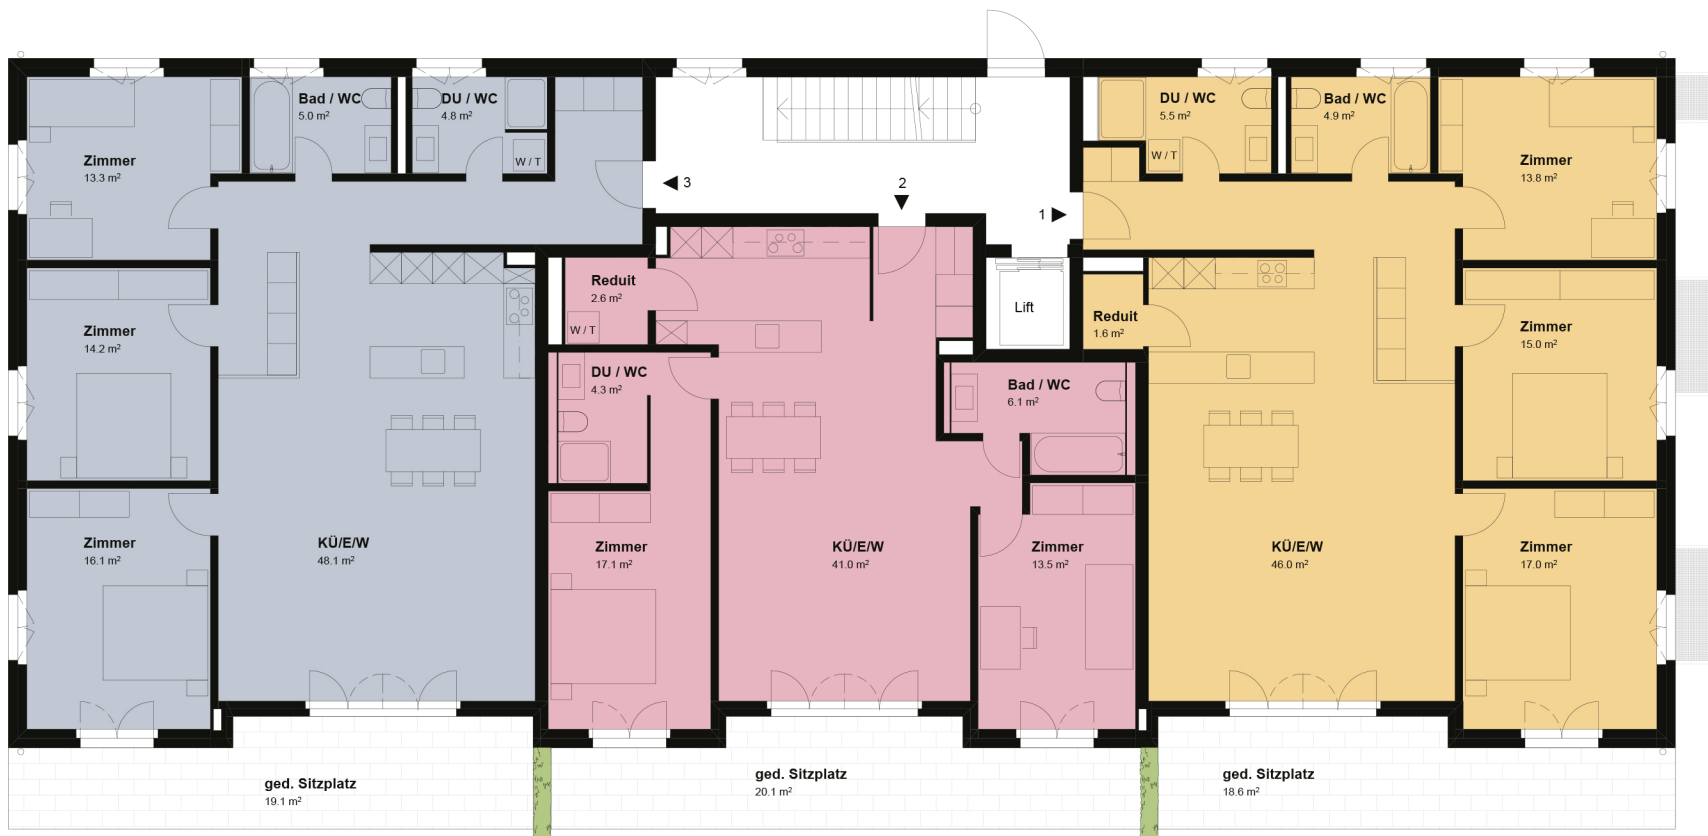 Bad / WC
5.0 m²
DU / WC
4.8 m²
W / T
Zimmer
13.3 m²
3
2
1
DU / WC
5.5 m²
W / T
Bad / WC
4.9 m²
Zimmer
13.8 m²
Zimmer
14.2 m²
Reduit
2.6 m²
W / T
Lift
Reduit
1.6 m²
Zimmer
15.0 m²
DU / WC
4.3 m²
Bad / WC
6.1 m²
Zimmer
16.1 m²
KÜ/E/W
48.1 m²
Zimmer
17.1 m²
KÜ/E/W
41.0 m²
Zimmer
13.5 m²
KÜ/E/W
46.0 m²
Zimmer
17.0 m²
ged. Sitzplatz
19.1 m²
ged. Sitzplatz
20.1 m²
ged. Sitzplatz
18.6 m²